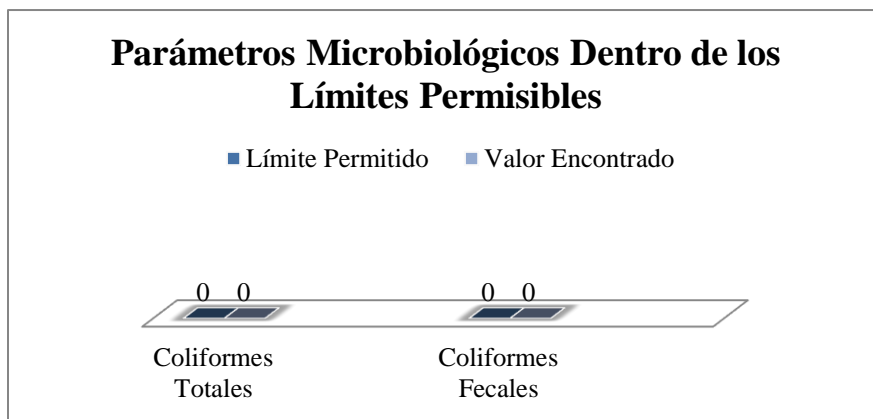 Parámetros Microbiológicos Dentro de los
Límites Permisibles
Límite Permitido Valor Encontrado
0 0 0 0
Coliformes Coliformes
Totales Fecales